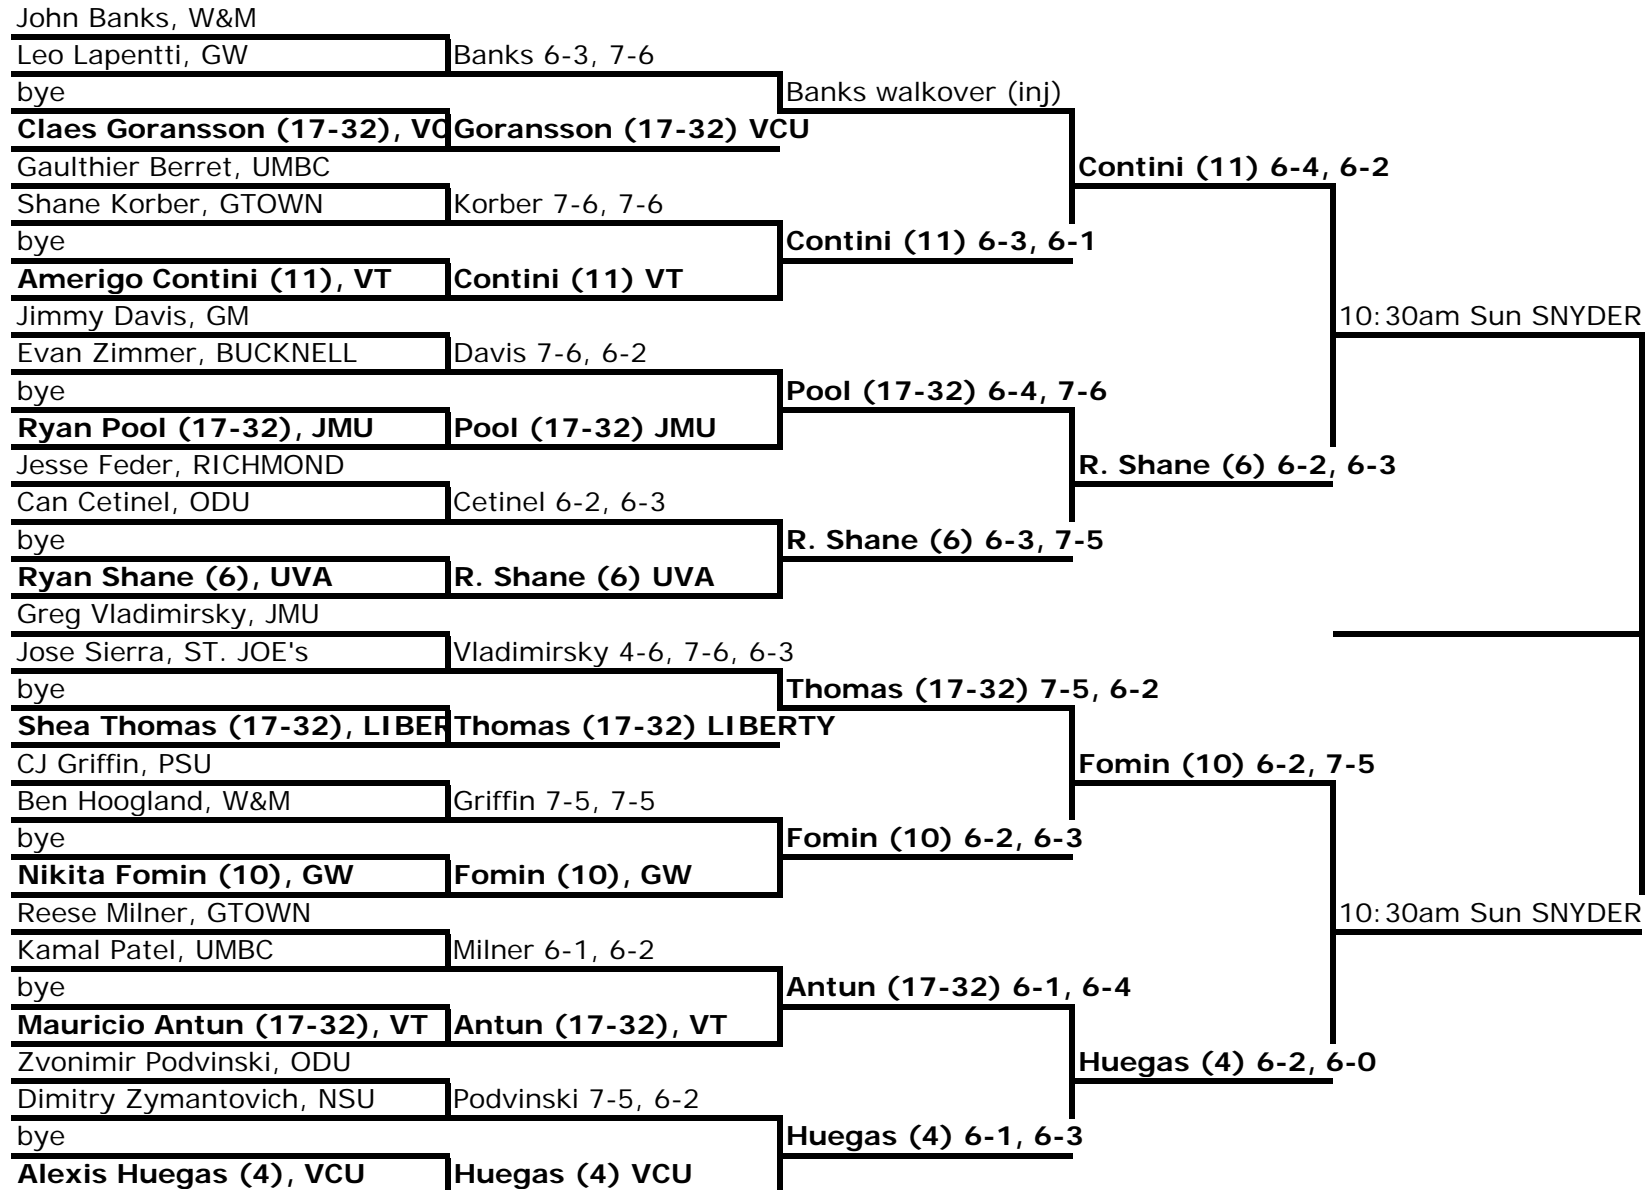 John Banks, W&M
Leo Lapentti, GW
Banks 6-3, 7-6
bye
Banks walkover (inj)
Claes Goransson (17-32), VC
Goransson (17-32) VCU
Gaulthier Berret, UMBC
Contini (11) 6-4, 6-2
Shane Korber, GTOWN
Korber 7-6, 7-6
bye
Contini (11) 6-3, 6-1
Amerigo Contini (11), VT
Contini (11) VT
Jimmy Davis, GM
10:30am Sun SNYDER
Evan Zimmer, BUCKNELL
Davis 7-6, 6-2
bye
Pool (17-32) 6-4, 7-6
Ryan Pool (17-32), JMU
Pool (17-32) JMU
Jesse Feder, RICHMOND
R. Shane (6) 6-2, 6-3
Can Cetinel, ODU
Cetinel 6-2, 6-3
bye
R. Shane (6) 6-3, 7-5
Ryan Shane (6), UVA
R. Shane (6) UVA
Greg Vladimirsky, JMU
Jose Sierra, ST. JOE's
Vladimirsky 4-6, 7-6, 6-3
bye
Thomas (17-32) 7-5, 6-2
Shea Thomas (17-32), LIBER
Thomas (17-32) LIBERTY
CJ Griffin, PSU
Fomin (10) 6-2, 7-5
Ben Hoogland, W&M
Griffin 7-5, 7-5
bye
Fomin (10) 6-2, 6-3
Nikita Fomin (10), GW
Fomin (10), GW
Reese Milner, GTOWN
10:30am Sun SNYDER
Kamal Patel, UMBC
Milner 6-1, 6-2
bye
Antun (17-32) 6-1, 6-4
Mauricio Antun (17-32), VT
Antun (17-32), VT
Zvonimir Podvinski, ODU
Huegas (4) 6-2, 6-0
Dimitry Zymantovich, NSU
Podvinski 7-5, 6-2
bye
Huegas (4) 6-1, 6-3
Alexis Huegas (4), VCU
Huegas (4) VCU